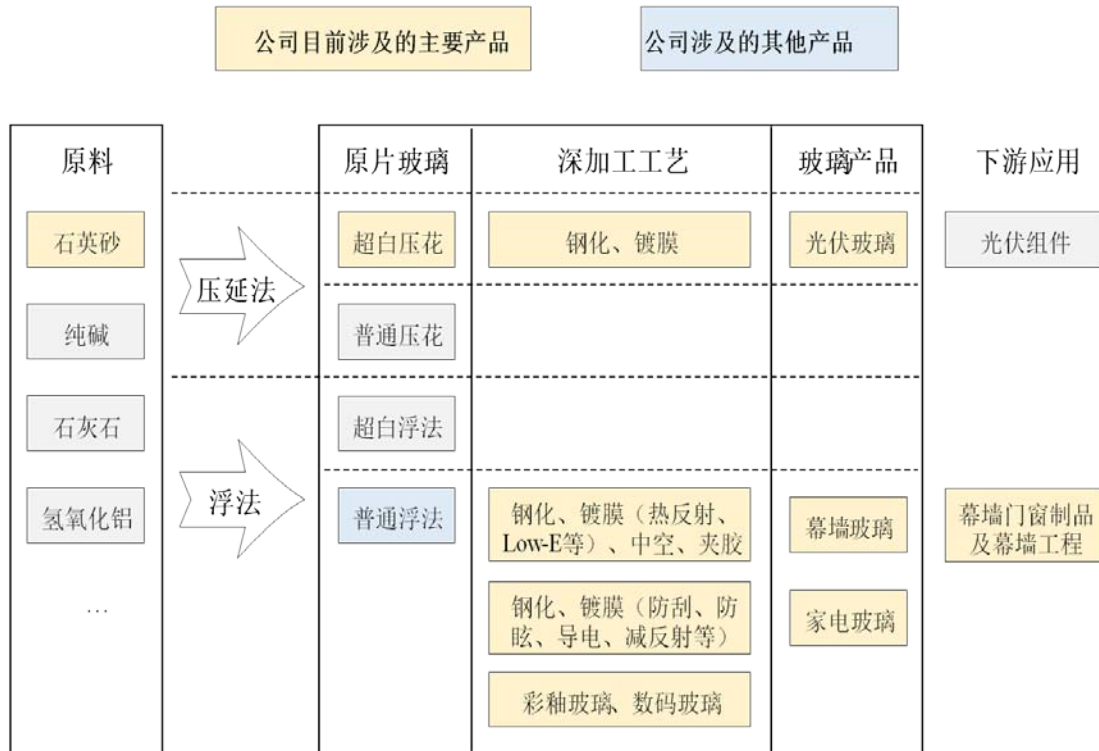 公司目前涉及的主要产品
公司涉及的其他产品
原料
原片玻璃
深加工工艺
玻璃产品
下游应用
石英砂
超白压花
钢化、镀膜
光伏玻璃
光伏组件
压延法
纯碱
普通压花
石灰石
超白浮法
浮法
氢氧化铝
普通浮法
钢化、镀膜（热反射、
Low-E等）、中空、夹胶
幕墙玻璃
幕墙门窗制品
及幕墙工程
…
钢化、镀膜（防刮、防
眩、导电、减反射等）
家电玻璃
彩釉玻璃、数码玻璃